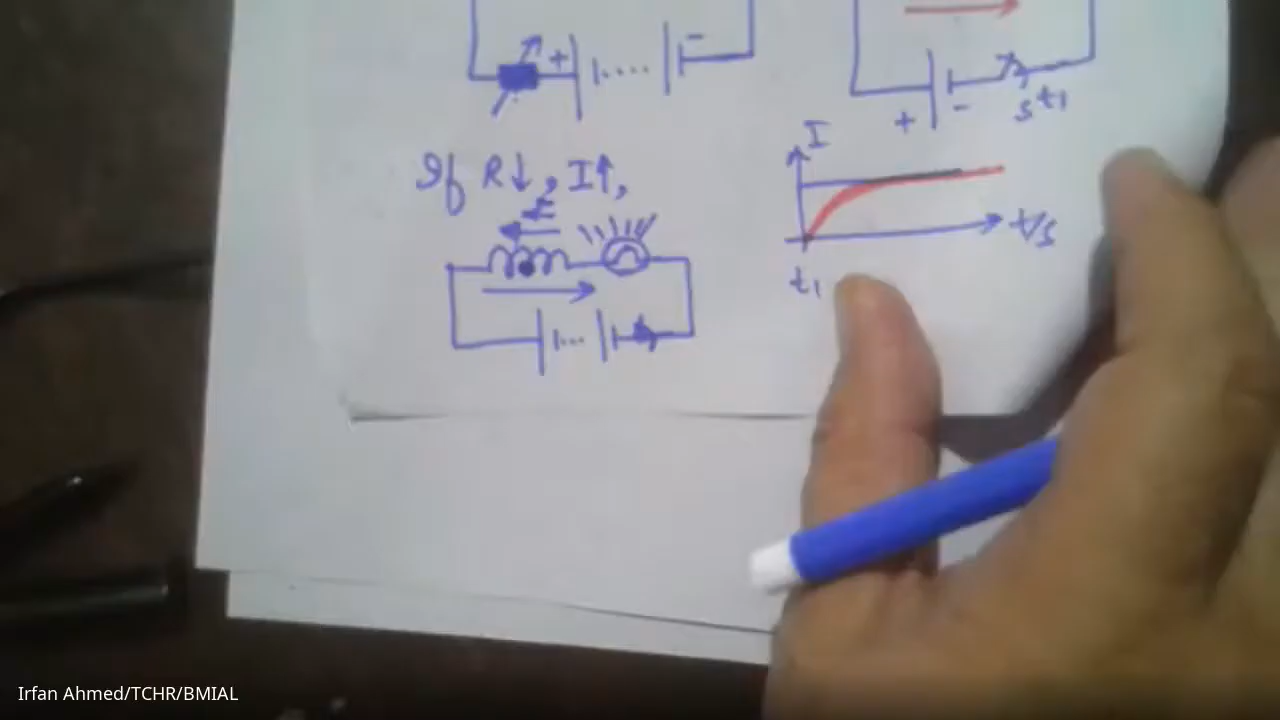 + -
+ - s t1
If R↓, I↑,
I
t/s
t1
Irfan Ahmed/TCHR/BMIAL